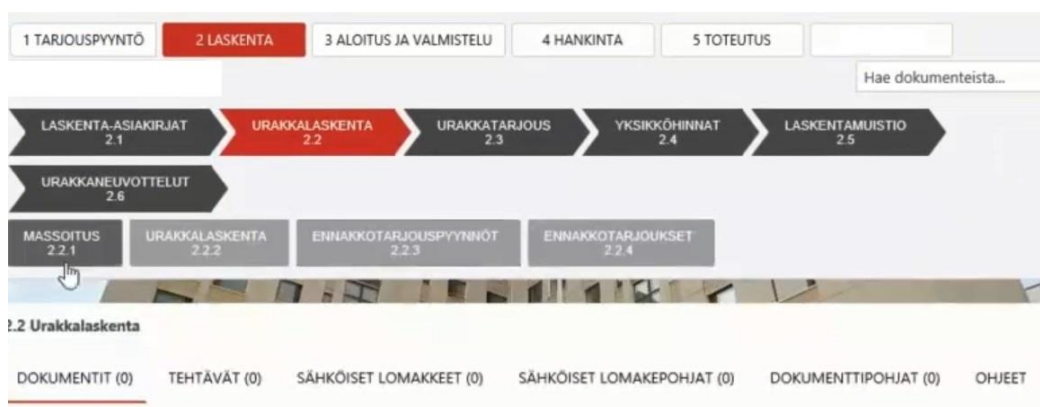 1 TARJOUSPYYNTÖ 2 LASKENTA 3 ALOITUS JA VALMISTELU 4 HANKINTA 5 TOTEUTUS
Hae dokumenteista...
LASKENTA-ASIAKIRJAT URAKKALASKENTA URAKKATARJOUS YKSIKKÖHINNAT LASKENTAMUISTIO
2.1 2.2 2.3 2.4 2.5
URAKKANEUVOTTELUT
2.6
MASSOITUS URAKKALASKENTA ENNAKKOTARJOUSPYYNNÖT ENNAKKOTARJOUKSET
2.2.1 2.2.2 2.2.3 2.2.4
2.2 Urakkalaskenta
DOKUMENTIT (0) TEHTÄVÄT (0) SÄHKÖISET LOMAKKEET (0) SÄHKÖISET LOMAKEPOHJAT (0) DOKUMENTTIPOHJAT (0) OHJEET